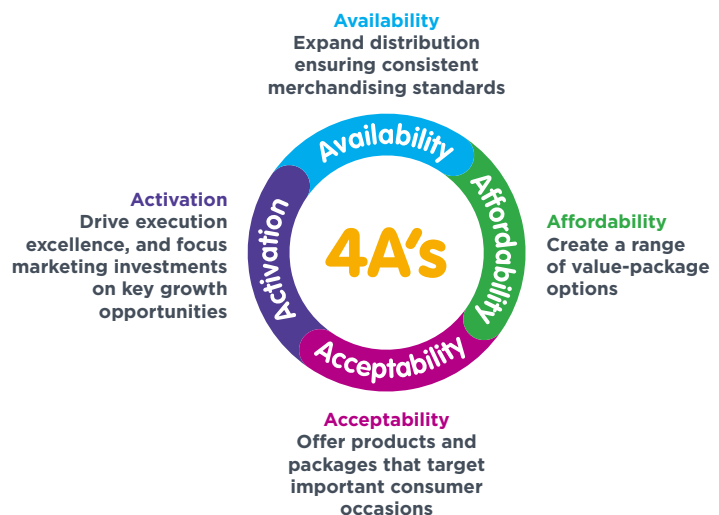 Availability
Expand distribution
ensuring consistent
merchandising standards
Availability
Affordability
Acceptability
Activation
4A's
Activation
Drive execution
excellence, and focus
marketing investments
on key growth
opportunities
Affordability
Create a range
of value-package
options
Acceptability
Offer products and
packages that target
important consumer
occasions